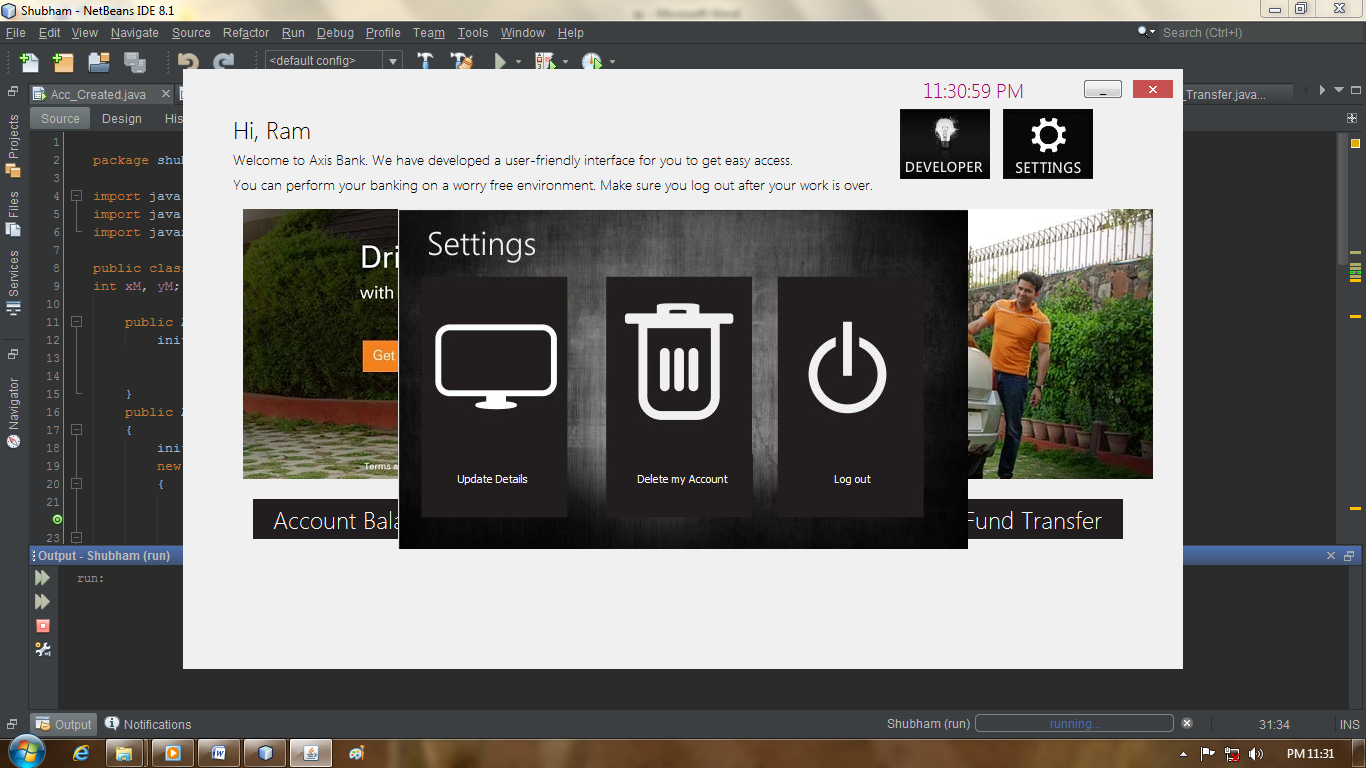 Shubham - NetBeans IDE 8.1
File Edit View Navigate Source Refactor Run Debug Profile Team Tools Window Help
Search (Ctrl+I)
<default config>
Acc_Created.java
_Transfer.java...
Source Design His
Projects
Files
Services
Navigator
1
2 package shu
3
4 import java
5 import java
6 import java
7
8 public clas
9 int xM, yM;
10
11 public
12 ini
13
14
15 }
16 public
17 {
18 ini
19 new
20 {
21
23
11:30:59 PM
Hi, Ram
Welcome to Axis Bank. We have developed a user-friendly interface for you to get easy access.
You can perform your banking on a worry free environment. Make sure you log out after your work is over.
DEVELOPER
SETTINGS
Dri
with
Get
Terms a
Settings
Update Details
Delete my Account
Log out
Account Bala
Fund Transfer
Output - Shubham (run)
run:
Output
Notifications
Shubham (run)
running...
31:34
INS
PM 11:31